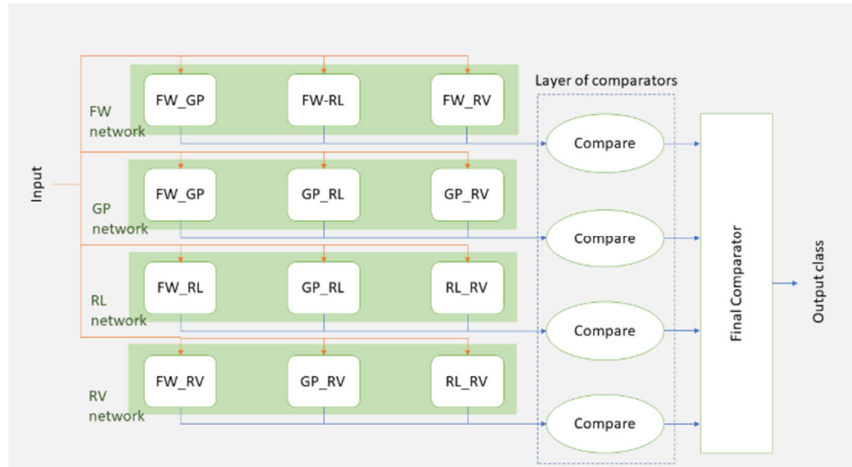 Layer of comparators
FW_GP
FW-RL
FW_RV
FW
network
Compare
Input
FW_GP
GP_RL
GP_RV
GP
network
Compare
FW_RL
GP_RL
RL_RV
RL
network
Compare
FW_RV
GP_RV
RL_RV
RV
network
Compare
Final Comparator
Output class